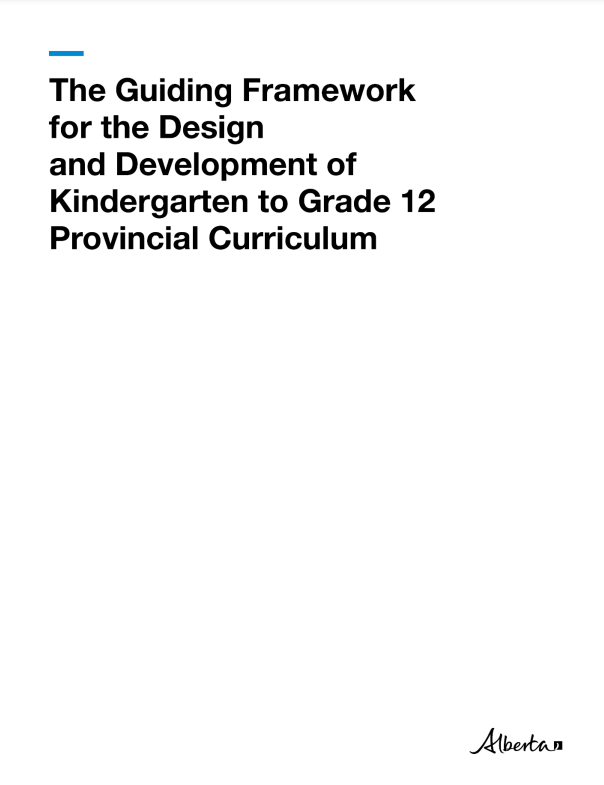 The Guiding Framework
for the Design
and Development of
Kindergarten to Grade 12
Provincial Curriculum
Alberta